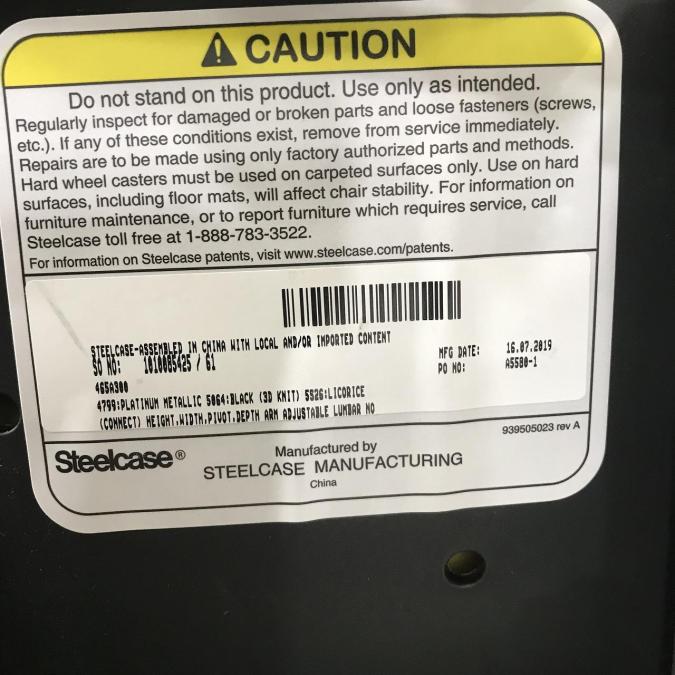 CAUTION
Do not stand on this product. Use only as intended.
Regularly inspect for damaged or broken parts and loose fasteners (screws,
etc.). If any of these conditions exist, remove from service immediately.
Repairs are to be made using only factory authorized parts and methods.
Hard wheel casters must be used on carpeted surfaces only. Use on hard
surfaces, including floor mats, will affect chair stability. For information on
furniture maintenance, or to report furniture which requires service, call
Steelcase toll free at 1-888-783-3522.
For information on Steelcase patents, visit www.steelcase.com/patents.
STEELCASE-ASSEMBLED IN CHINA WITH LOCAL AND/OR IMPORTED CONTENT
SO NO: 1010085425 / 61
MFG DATE: 16.07.2019
PO NO: A5580-1
465A300
4799:PLATINUM METALLIC 5064:BLACK (3D KNIT) 5S26:LICORICE
(CONNECT) HEIGHT,WIDTH,PIVOT,DEPTH ARM ADJUSTABLE LUMBAR NO
939505023 rev A
Steelcase®
Manufactured by
STEELCASE MANUFACTURING
China